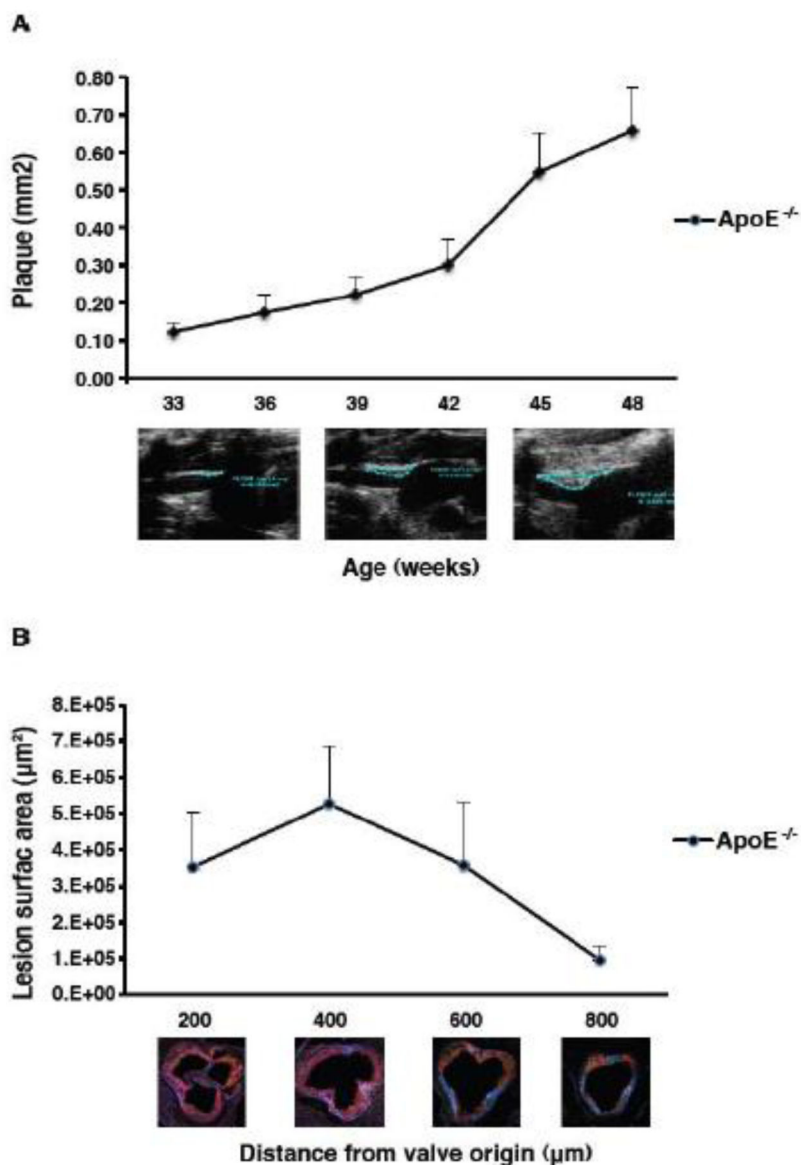 A
0.80
0.80
0.60
0.50
0.40
0.30
0.20
0.10
0.00
Plaque (mm2)
ApoE-/-
33 36 39 42 45 48
Age (weeks)
B
8.E+05
7.E+05
6.E+05
5.E+05
4.E+05
3.E+05
2.E+05
1.E+05
0.E+00
Lesion surfac area (µm²)
ApoE-/-
200 400 600 800
Distance from valve origin (µm)